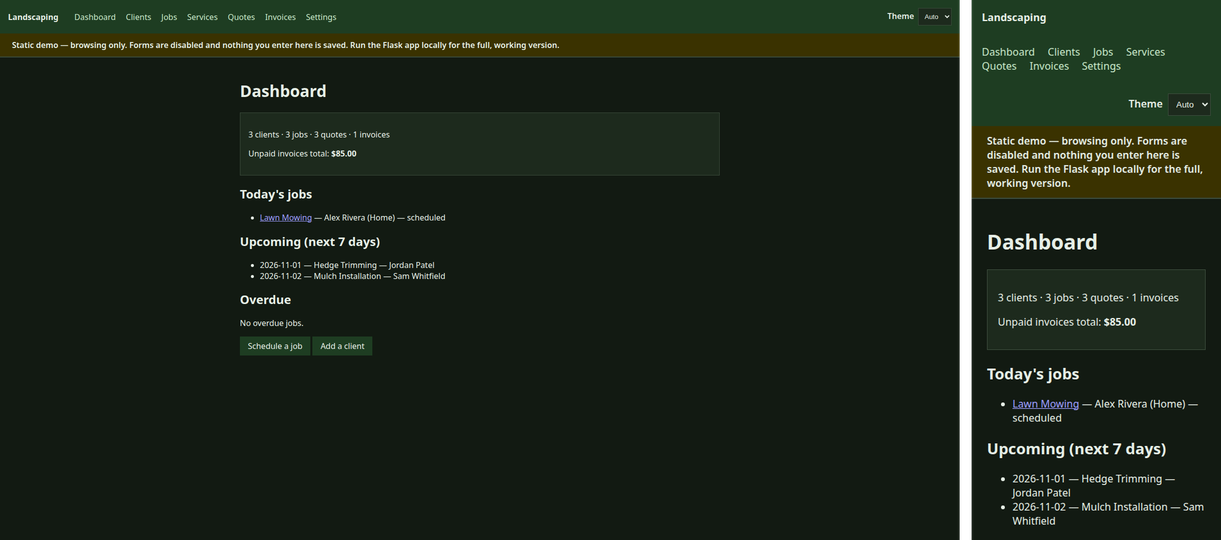 Landscaping Dashboard Clients Jobs Services Quotes Invoices Settings Theme Auto
Static demo — browsing only. Forms are disabled and nothing you enter here is saved. Run the Flask app locally for the full, working version.
Dashboard
3 clients · 3 jobs · 3 quotes · 1 invoices
Unpaid invoices total: $85.00
Today's jobs
Lawn Mowing — Alex Rivera (Home) — scheduled
Upcoming (next 7 days)
2026-11-01 — Hedge Trimming — Jordan Patel
2026-11-02 — Mulch Installation — Sam Whitfield
Overdue
No overdue jobs.
Schedule a job Add a client
Landscaping
Dashboard Clients Jobs Services
Quotes Invoices Settings
Theme Auto
Static demo — browsing only. Forms are
disabled and nothing you enter here is
saved. Run the Flask app locally for the full,
working version.
Dashboard
3 clients · 3 jobs · 3 quotes · 1 invoices
Unpaid invoices total: $85.00
Today's jobs
Lawn Mowing — Alex Rivera (Home) —
scheduled
Upcoming (next 7 days)
2026-11-01 — Hedge Trimming —
Jordan Patel
2026-11-02 — Mulch Installation — Sam
Whitfield